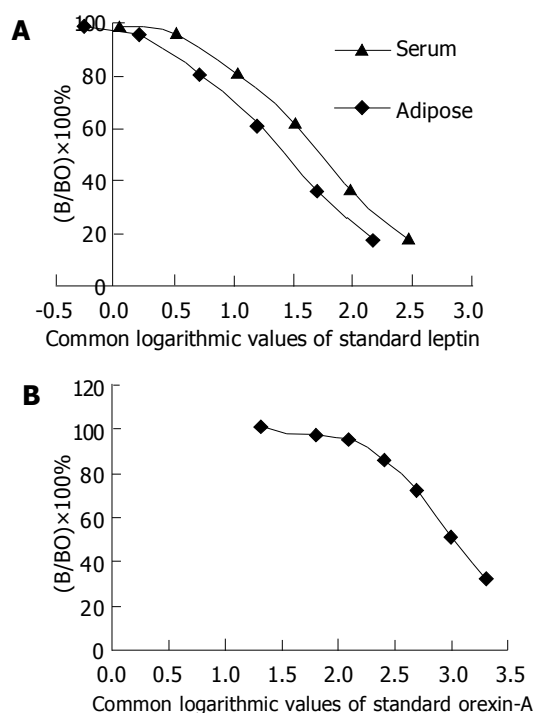 A
100
80
60
40
20
0
(B/BO)×100%
Serum
Adipose
-0.5 0.0 0.5 1.0 1.5 2.0 2.5 3.0
Common logarithmic values of standard leptin
B
120
100
80
60
40
20
0
(B/BO)×100%
0.0 0.5 1.0 1.5 2.0 2.5 3.0 3.5
Common logarithmic values of standard orexin-A